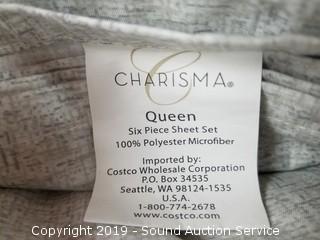 CHARISMA®
Queen
Six Piece Sheet Set
100% Polyester Microfiber
Imported by:
Costco Wholesale Corporation
P.O. Box 34535
Seattle, WA 98124-1535
U.S.A.
1-800-774-2678
www.costco.com
Copyright 2019 - Sound Auction Service